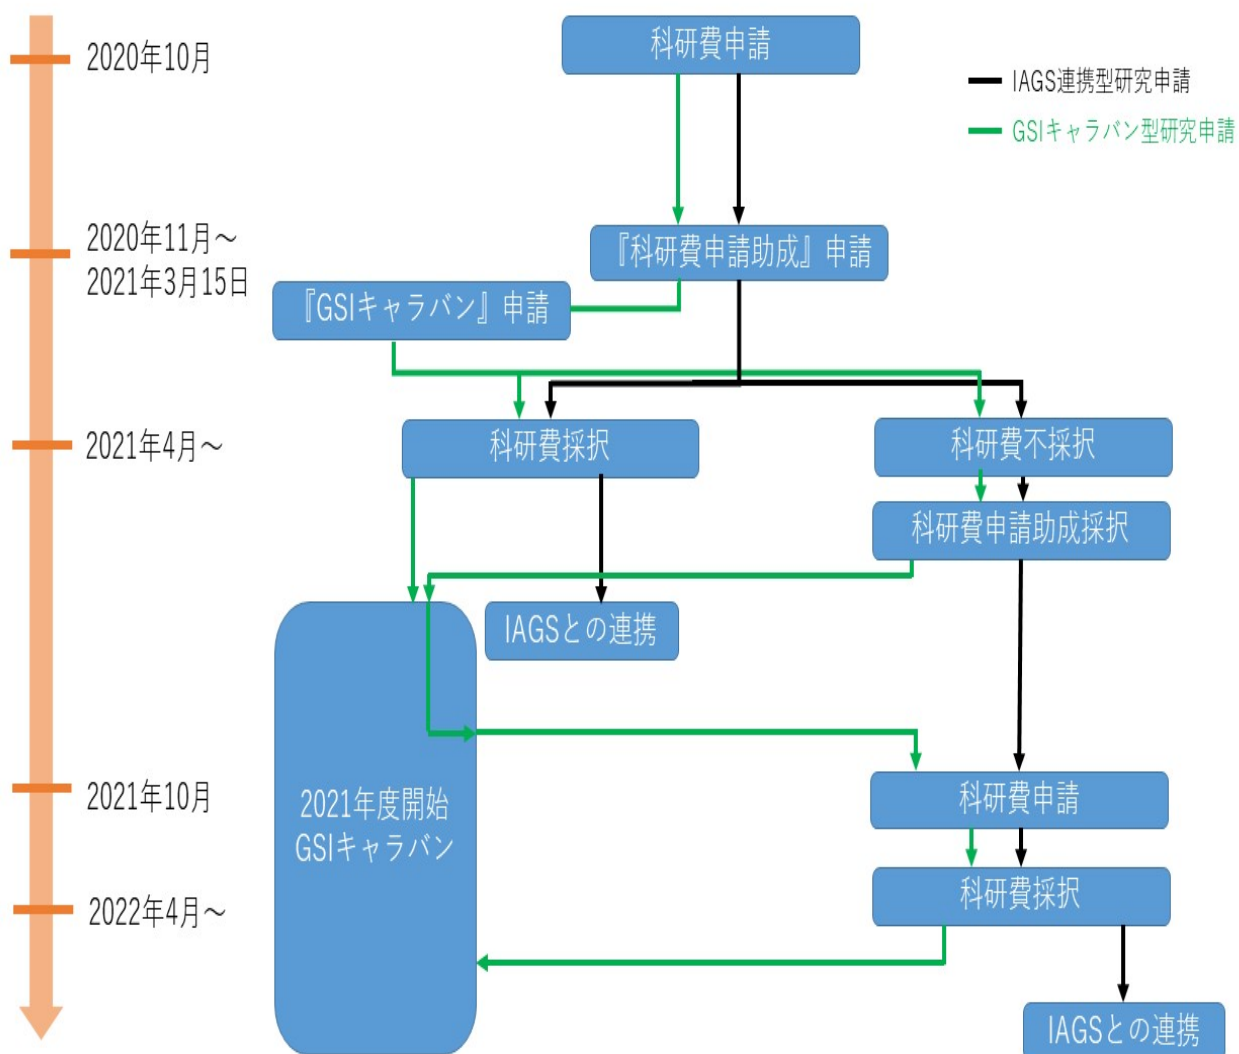 2020年10月
科研費申請
IAGS連携型研究申請
GSIキャラバン型研究申請
2020年11月～
2021年3月15日
『科研費申請助成』申請
『GSIキャラバン』申請
2021年4月～
科研費採択
科研費不採択
科研費申請助成採択
IAGSとの連携
2021年10月
2021年度開始
GSIキャラバン
科研費申請
2022年4月～
科研費採択
IAGSとの連携